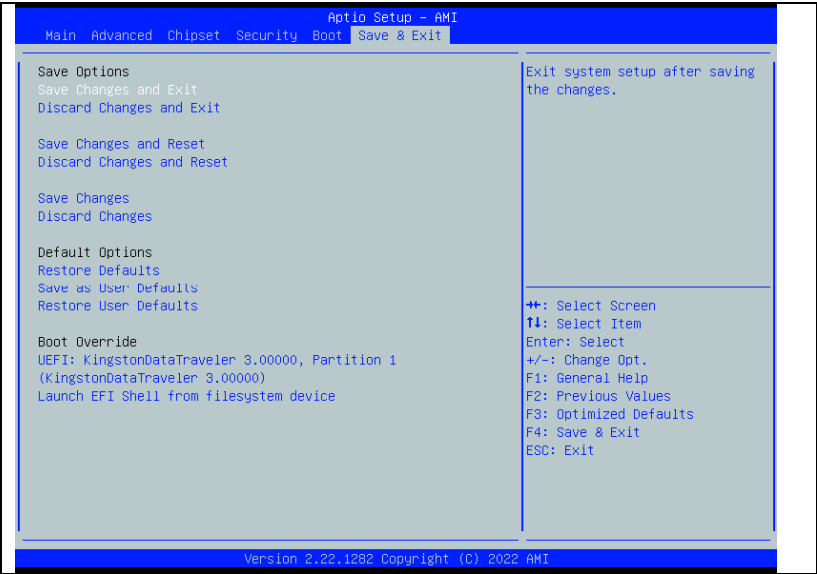 Aptio Setup – AMI
Main Advanced Chipset Security Boot Save & Exit
Save Options
Save Changes and Exit
Discard Changes and Exit
Save Changes and Reset
Discard Changes and Reset
Save Changes
Discard Changes
Default Options
Restore Defaults
Save as User Defaults
Restore User Defaults
Boot Override
UEFI: KingstonDataTraveler 3.00000, Partition 1
(KingstonDataTraveler 3.00000)
Launch EFI Shell from filesystem device
Exit system setup after saving
the changes.
→←: Select Screen
↑↓: Select Item
Enter: Select
+/-: Change Opt.
F1: General Help
F2: Previous Values
F3: Optimized Defaults
F4: Save & Exit
ESC: Exit
Version 2.22.1282 Copyright (C) 2022 AMI